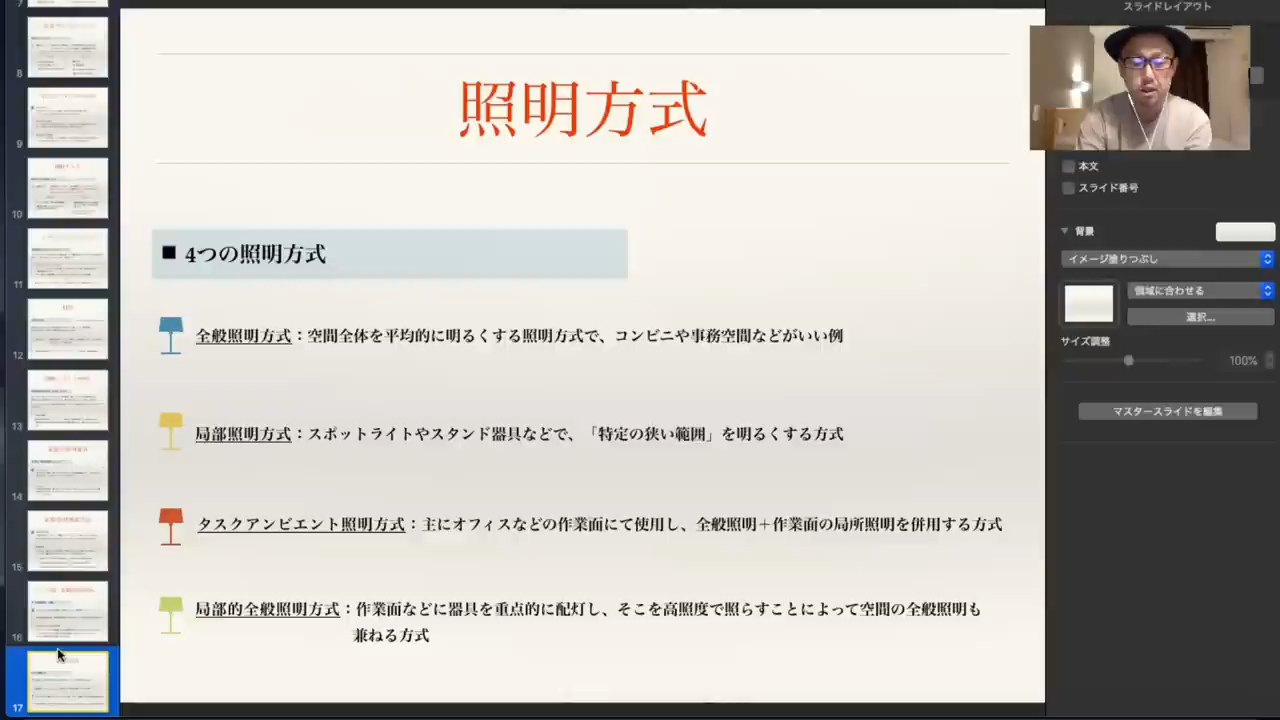 スライドレイアウト
7
8
9
10
11
12
13
14
15
16
17
照明方式
■ 4つの照明方式
全般照明方式：空間全体を平均的に明るくする照明方式で、コンビニや事務空間などがいい例
局部照明方式：スポットライトやスタンド器具などで、「特定の狭い範囲」を明るくする方式
タスクアンビエント照明方式：主にオフィスなどの作業面にて使用し、全般照明＋作業面の局所照明を併用する方式
局部的全般照明方式：作業面などに器具を重点的に配灯し、そこを高照度で照らすことによって空間の全般照明も
兼ねる方式
本文
スライド番号
背景
イメージ塗りつぶし
領域に合わせる
選択...
サイズ調整
100%
マスタースライドを編集